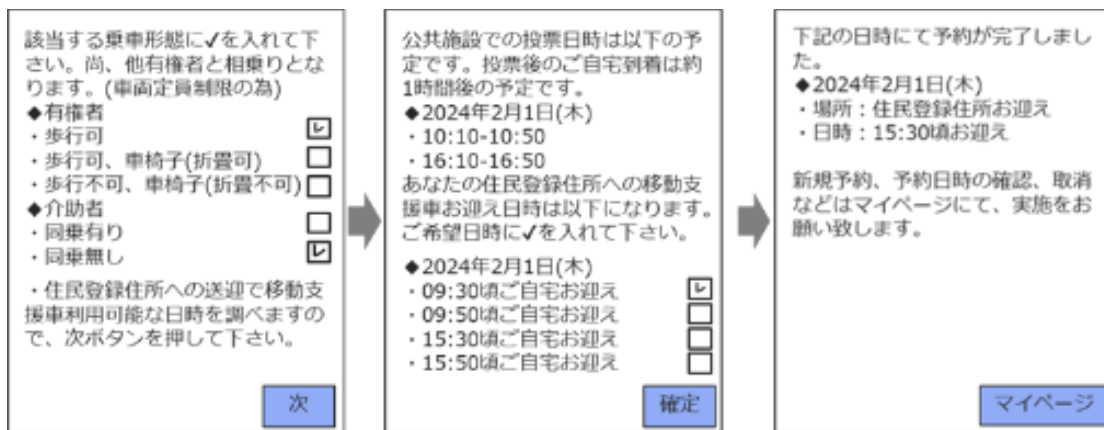 該当する乗車形態に✓を入れて下
さい。尚、他有権者と相乗りとな
ります。(車両定員制限の為)
◆有権者
・歩行可
・歩行可、車椅子(折畳可)
・歩行不可、車椅子(折畳不可)
◆介助者
・同乗有り
・同乗無し
・住民登録住所への送迎で移動支
援車利用可能な日時を調べますの
で、次ボタンを押して下さい。
次
公共施設での投票日時は以下の予
定です。投票後のご自宅到着は約
1時間後の予定です。
◆2024年2月1日(木)
・10:10-10:50
・16:10-16:50
あなたの住民登録住所への移動支
援車お迎え日時は以下になります。
ご希望日時に✓を入れて下さい。
◆2024年2月1日(木)
・09:30頃ご自宅お迎え
・09:50頃ご自宅お迎え
・15:30頃ご自宅お迎え
・15:50頃ご自宅お迎え
確定
下記の日時にて予約が完了しまし
た。
◆2024年2月1日(木)
・場所：住民登録住所お迎え
・日時：15:30頃お迎え
新規予約、予約日時の確認、取消
などはマイページにて、実施をお
願い致します。
マイページ